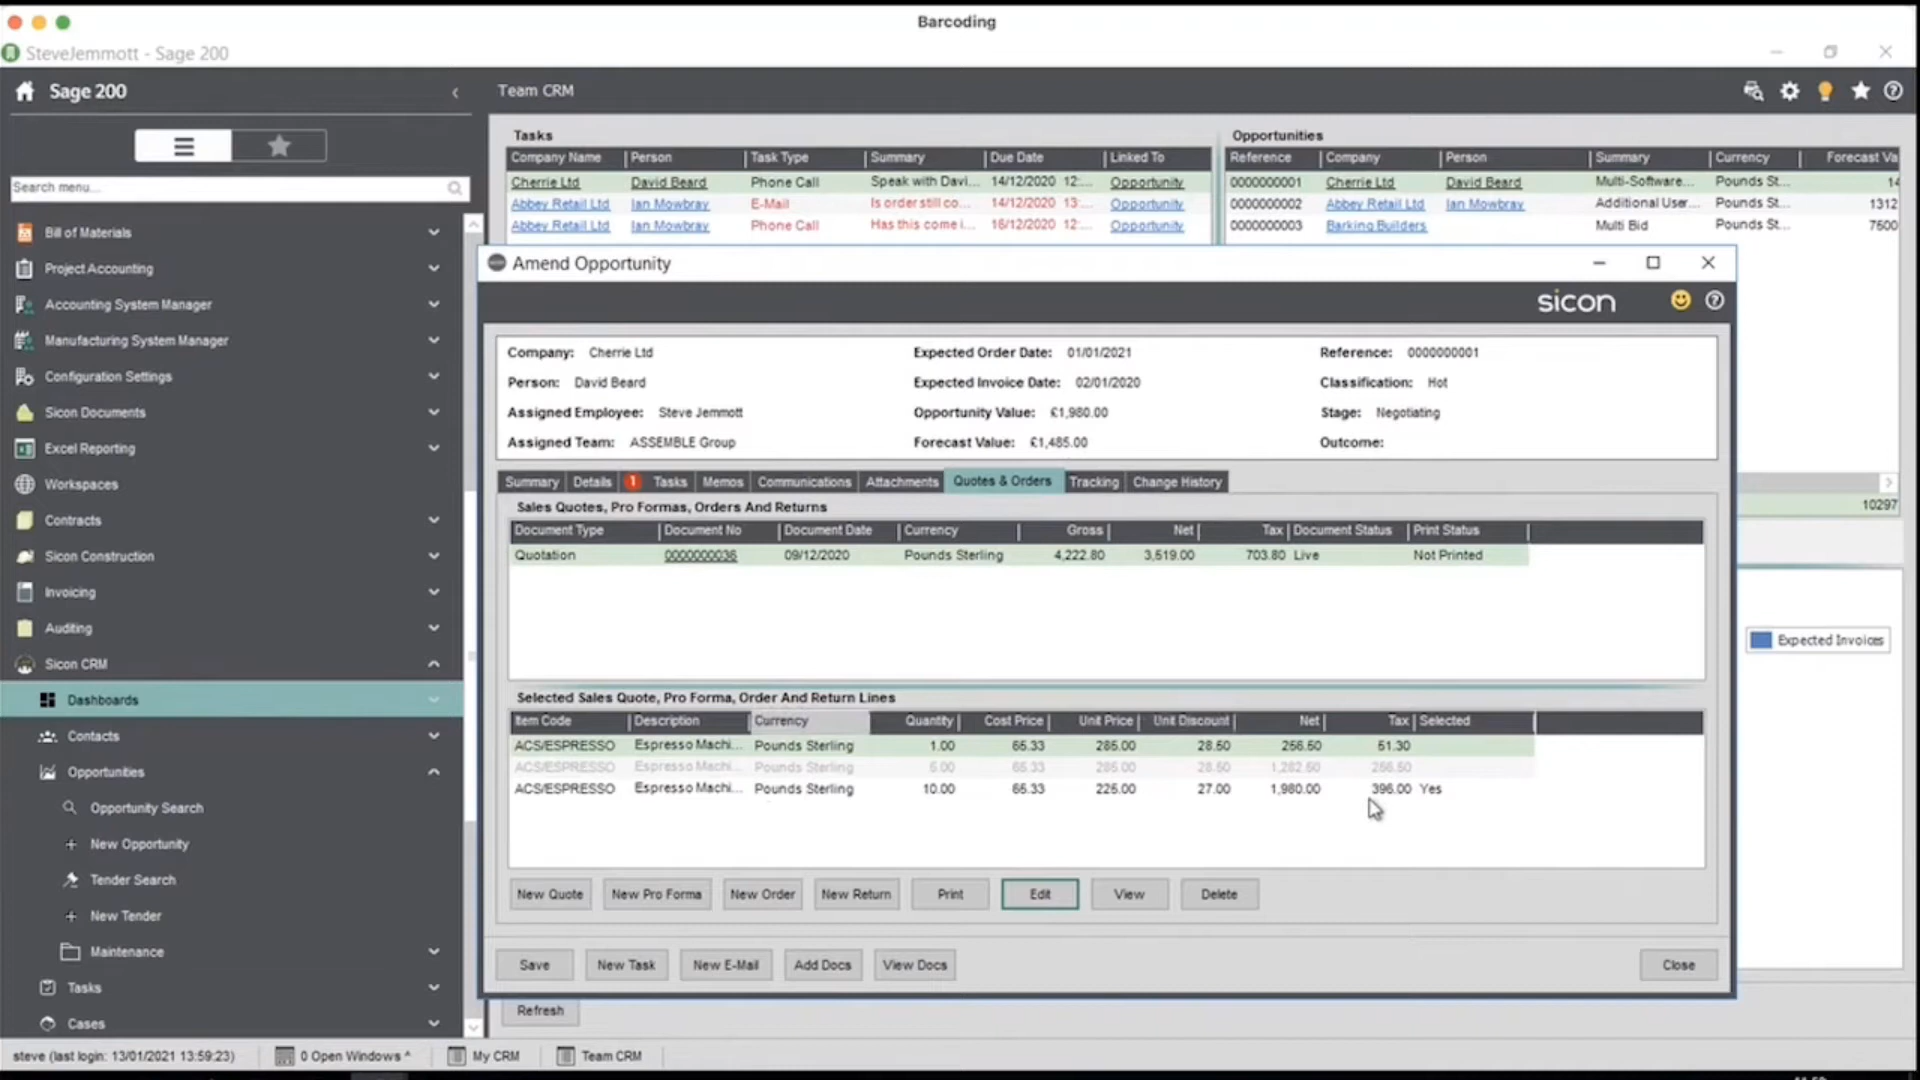 Barcoding
SteveJemmott - Sage 200
Sage 200
Search menu...
Bill of Materials
Project Accounting
Accounting System Manager
Manufacturing System Manager
Configuration Settings
Sicon Documents
Excel Reporting
Workspaces
Contracts
Sicon Construction
Invoicing
Auditing
Sicon CRM
Dashboards
Contacts
Opportunities
Opportunity Search
New Opportunity
Tender Search
New Tender
Maintenance
Tasks
Cases
Team CRM
Tasks
Company Name Person Task Type Summary Due Date Linked To
Cherrie Ltd David Beard Phone Call Speak with Davi... 14/12/2020 12:... Opportunity
Abbey Retail Ltd Ian Mowbray E-Mail Is order still co... 14/12/2020 13:... Opportunity
Abbey Retail Ltd Ian Mowbray Phone Call Has this come i... 16/12/2020 12:... Opportunity
Opportunities
Reference Company Person Summary Currency Forecast Va
0000000001 Cherrie Ltd David Beard Multi-Software... Pounds St... 14
0000000002 Abbey Retail Ltd Ian Mowbray Additional User... Pounds St... 1312
0000000003 Barking Builders Multi Bid Pounds St... 7500
10297
Expected Invoices
Amend Opportunity
sicon
Company: Cherrie Ltd Expected Order Date: 01/01/2021 Reference: 0000000001
Person: David Beard Expected Invoice Date: 02/01/2020 Classification: Hot
Assigned Employee: Steve Jemmott Opportunity Value: £1,980.00 Stage: Negotiating
Assigned Team: ASSEMBLE Group Forecast Value: £1,485.00 Outcome:
Summary Details 1 Tasks Memos Communications Attachments Quotes & Orders Tracking Change History
Sales Quotes, Pro Formas, Orders And Returns
Document Type Document No Document Date Currency Gross Net Tax Document Status Print Status
Quotation 0000000036 09/12/2020 Pounds Sterling 4,222.80 3,519.00 703.80 Live Not Printed
Selected Sales Quote, Pro Forma, Order And Return Lines
Item Code Description Currency Quantity Cost Price Unit Price Unit Discount Net Tax Selected
ACS/ESPRESSO Espresso Machi... Pounds Sterling 1.00 65.33 285.00 28.50 256.50 51.30
ACS/ESPRESSO Espresso Machi... Pounds Sterling 5.00 65.33 285.00 28.50 1,282.50 256.50
ACS/ESPRESSO Espresso Machi... Pounds Sterling 10.00 65.33 225.00 27.00 1,980.00 396.00 Yes
New Quote New Pro Forma New Order New Return Print Edit View Delete
Save New Task New E-Mail Add Docs View Docs Close
Refresh
steve (last login: 13/01/2021 13:59:23) 0 Open Windows ^ My CRM Team CRM